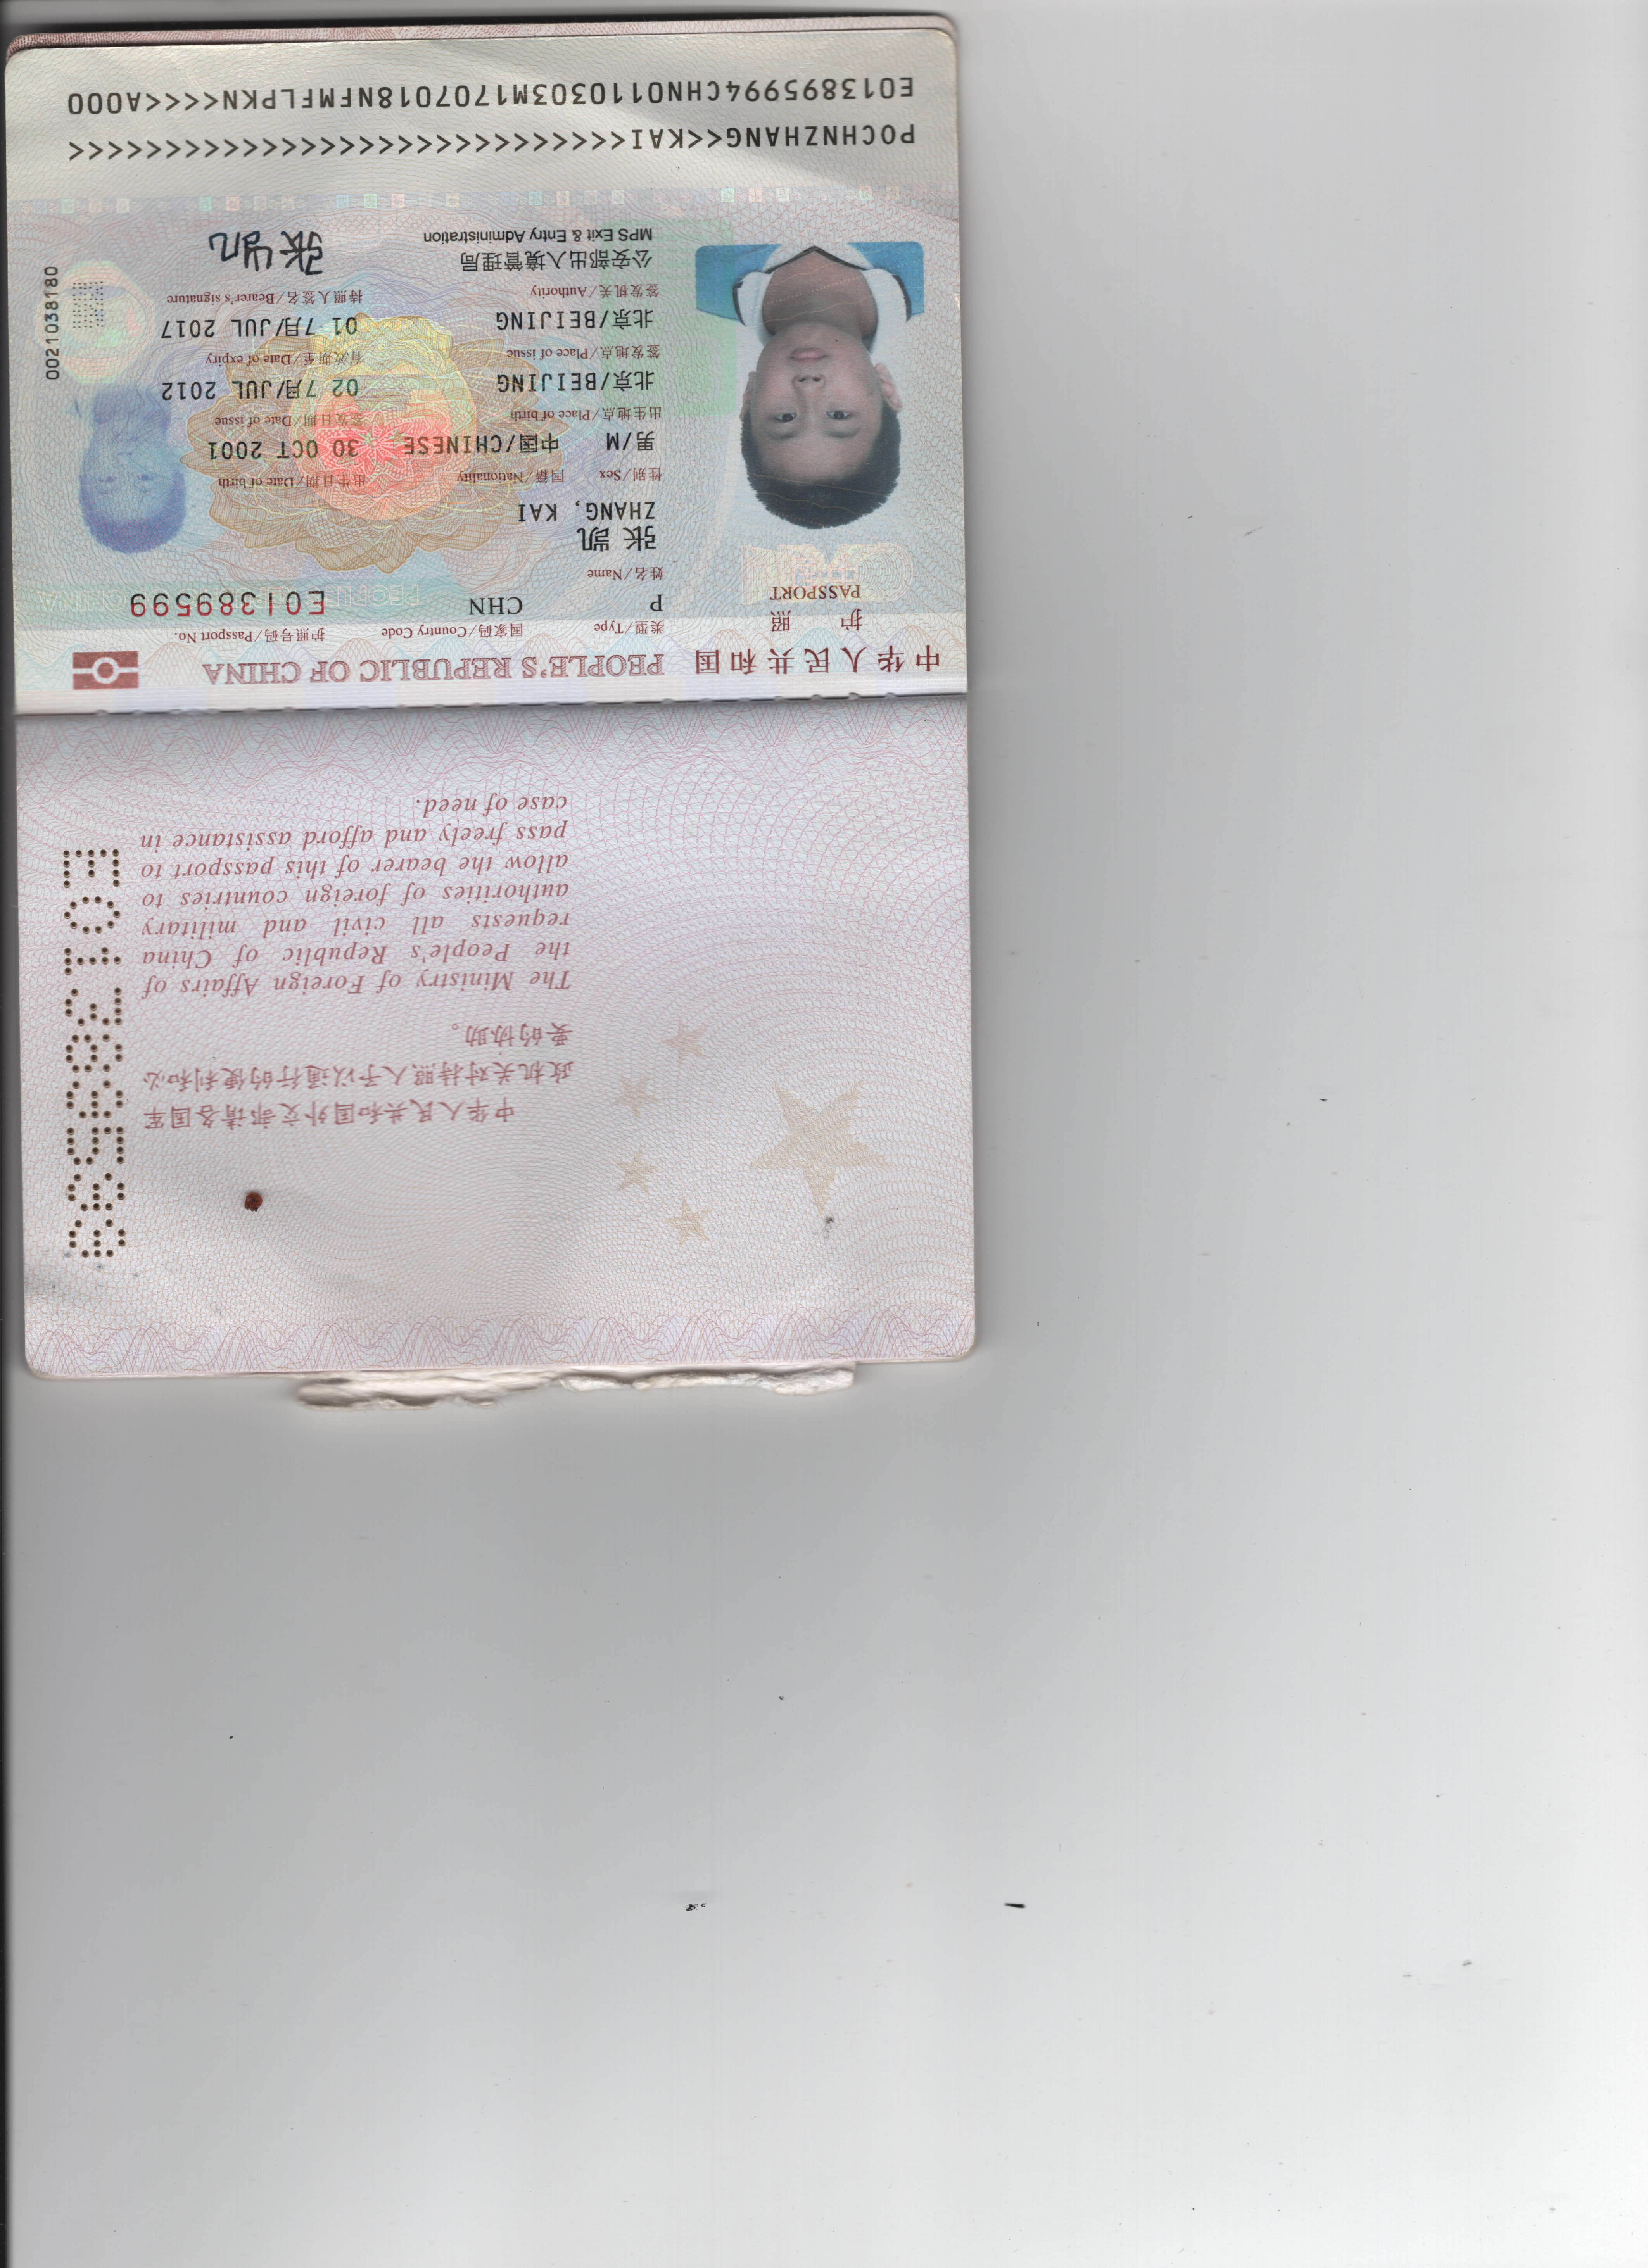 中华人民共和国外交部请各国军
政机关对持照人予以通行的便利和必
要的协助。
The Ministry of Foreign Affairs of
the People's Republic of China
requests all civil and military
authorities of foreign countries to
allow the bearer of this passport to
pass freely and afford assistance in
case of need.
E01389599
中华人民共和国 PEOPLE'S REPUBLIC OF CHINA
护 照
PASSPORT
类型/Type 国家码/Country Code 护照号码/Passport No.
P CHN E01389599
姓名/Name
张凯
ZHANG, KAI
性别/Sex 国籍/Nationality 出生日期/Date of birth
男/M 中国/CHINESE 30 OCT 2001
出生地点/Place of birth 签发日期/Date of issue
北京/BEIJING 02 7月/JUL 2012
签发地点/Place of issue 有效期至/Date of expiry
北京/BEIJING 01 7月/JUL 2017
签发机关/Authority 持照人签名/Bearer's signature
公安部出入境管理局 张凯
MPS Exit & Entry Administration
0021038180
POCHNZHANG<<KAI<<<<<<<<<<<<<<<<<<<<<<<<<<<<<
E013895994CHN0110303M1707018NFMFLPKN<<<<A000